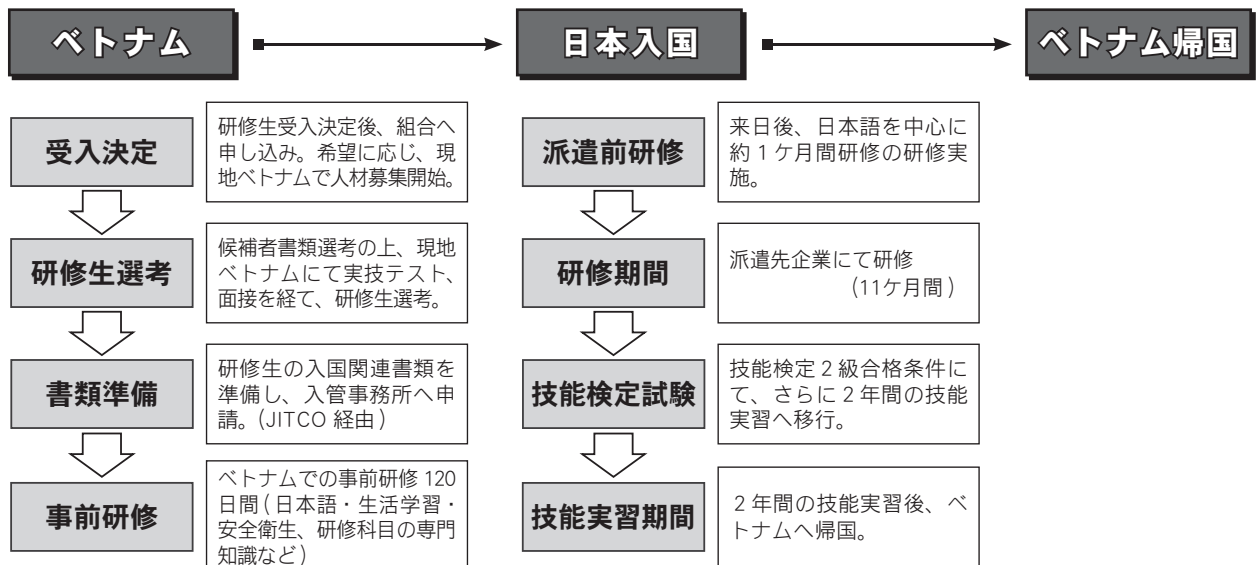 ベトナム
日本入国
ベトナム帰国
受入決定
研修生受入決定後、組合へ
申し込み。希望に応じ、現
地ベトナムで人材募集開始。
研修生選考
候補者書類選考の上、現地
ベトナムにて実技テスト、
面接を経て、研修生選考。
書類準備
研修生の入国関連書類を
準備し、入管事務所へ申
請。(JITCO 経由)
事前研修
ベトナムでの事前研修 120
日間(日本語・生活学習・
安全衛生、研修科目の専門
知識など)
派遣前研修
来日後、日本語を中心に
約1ケ月間研修の研修実
施。
研修期間
派遣先企業にて研修
(11ケ月間)
技能検定試験
技能検定2級合格条件に
て、さらに2年間の技能
実習へ移行。
技能実習期間
2年間の技能実習後、ベ
トナムへ帰国。